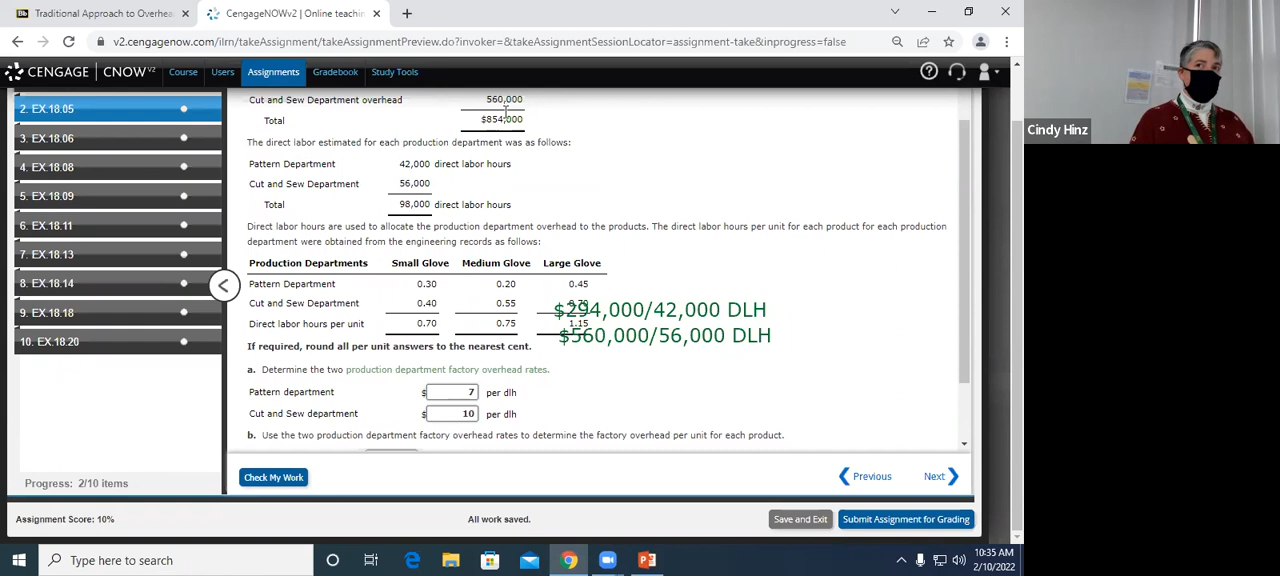 Traditional Approach to Overhea
CengageNOWv2 | Online teachin
v2.cengagenow.com/ilrn/takeAssignment/takeAssignmentPreview.do?invoker=&takeAssignmentSessionLocator=assignment-take&inprogress=false
CENGAGE | CNOWv2 Course Users Assignments Gradebook Study Tools
2. EX.18.05
3. EX.18.06
4. EX.18.08
5. EX.18.09
6. EX.18.11
7. EX.18.13
8. EX.18.14
9. EX.18.18
10. EX.18.20
Progress: 2/10 items
Cut and Sew Department overhead 560,000
Total $854,000
The direct labor estimated for each production department was as follows:
Pattern Department 42,000 direct labor hours
Cut and Sew Department 56,000
Total 98,000 direct labor hours
Direct labor hours are used to allocate the production department overhead to the products. The direct labor hours per unit for each product for each production
department were obtained from the engineering records as follows:
Production Departments Small Glove Medium Glove Large Glove
Pattern Department 0.30 0.20 0.45
Cut and Sew Department 0.40 0.55 0.70
$294,000/42,000 DLH
Direct labor hours per unit 0.70 0.75 1.15
$560,000/56,000 DLH
If required, round all per unit answers to the nearest cent.
a. Determine the two production department factory overhead rates.
Pattern department $ 7 per dlh
Cut and Sew department $ 10 per dlh
b. Use the two production department factory overhead rates to determine the factory overhead per unit for each product.
Check My Work
Previous Next
Assignment Score: 10% All work saved. Save and Exit Submit Assignment for Grading
Cindy Hinz
Type here to search
10:35 AM
2/10/2022